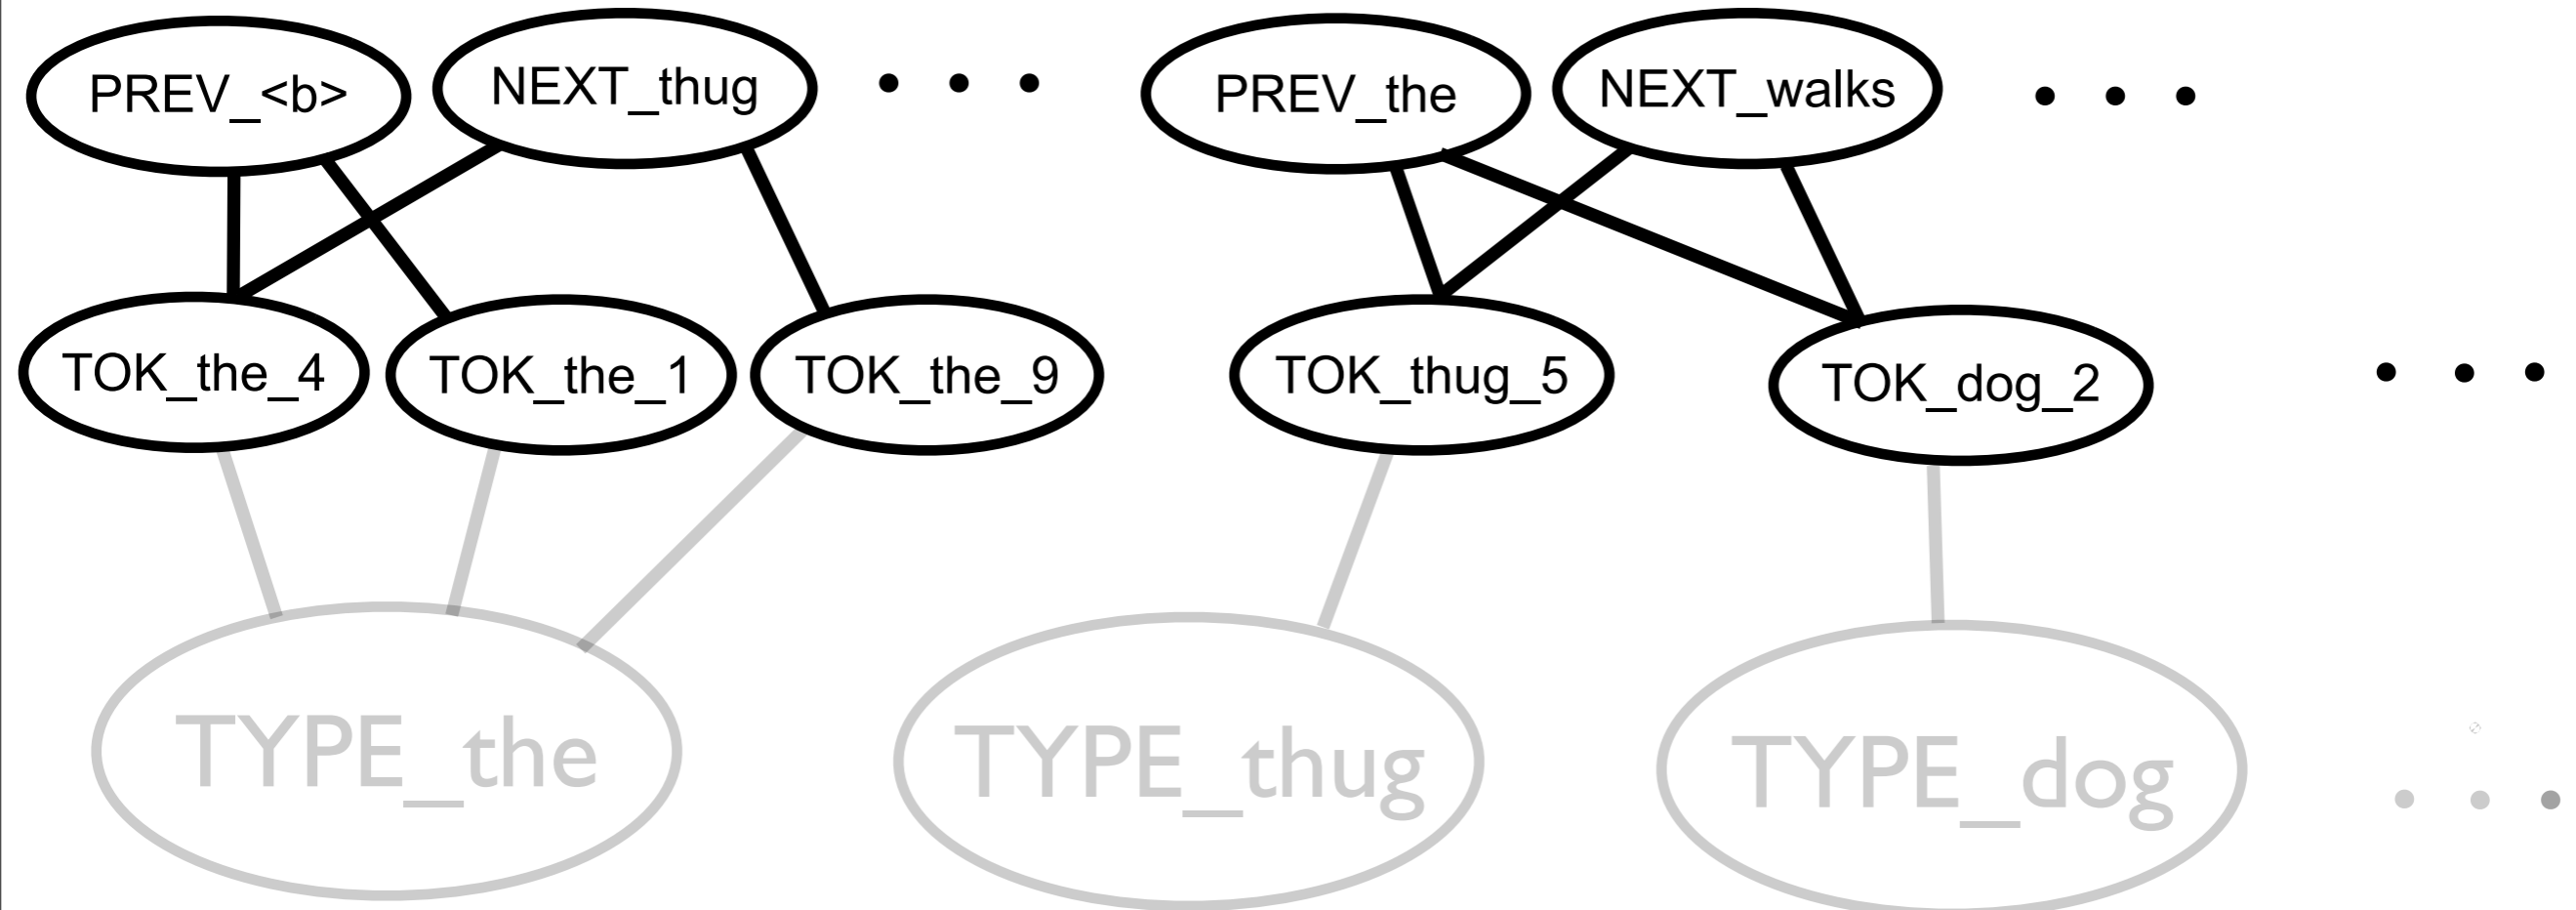 PREV_<b>
NEXT_thug
• • •
PREV_the
NEXT_walks
• • •
TOK_the_4
TOK_the_1
TOK_the_9
TOK_thug_5
TOK_dog_2
• • •
TYPE_the
TYPE_thug
TYPE_dog
• • •